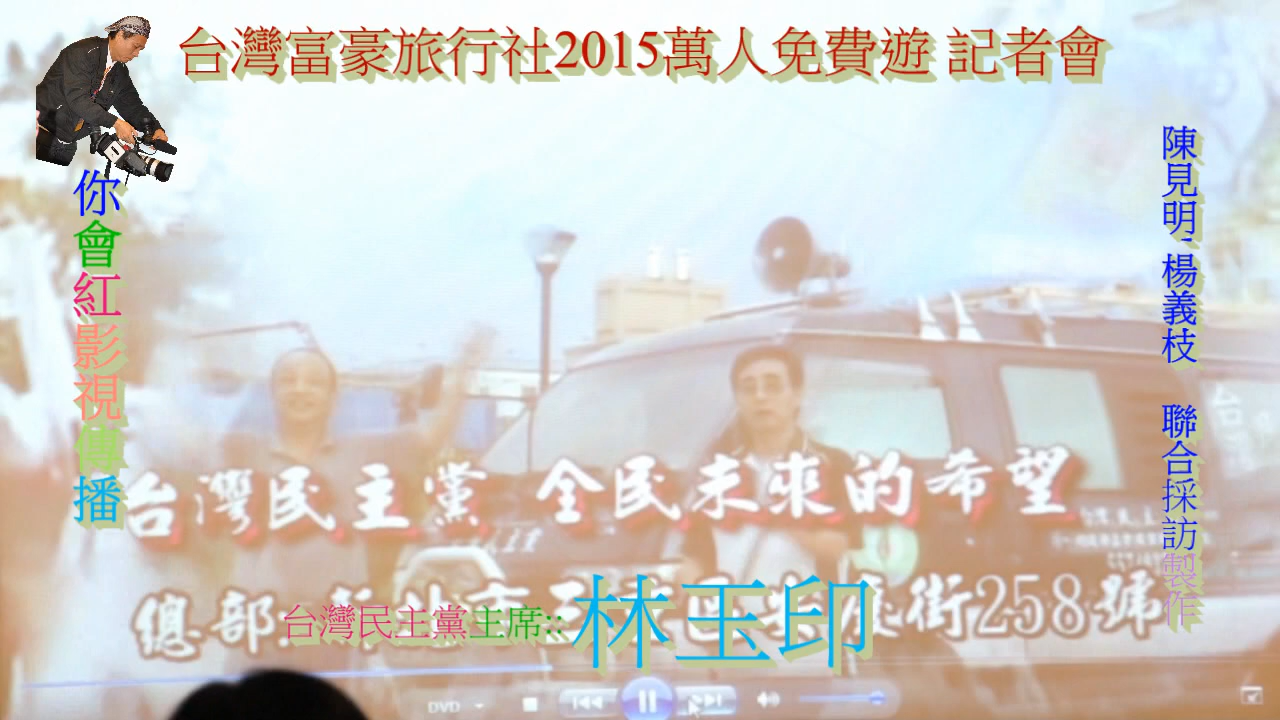 台灣富豪旅行社2015萬人免費遊 記者會
你會紅影視傳播
陳見明-楊義枝 聯合採訪製作
台灣民主黨 全民未來的希望
總部
街258號
台灣民主黨主席::林玉印
DVD